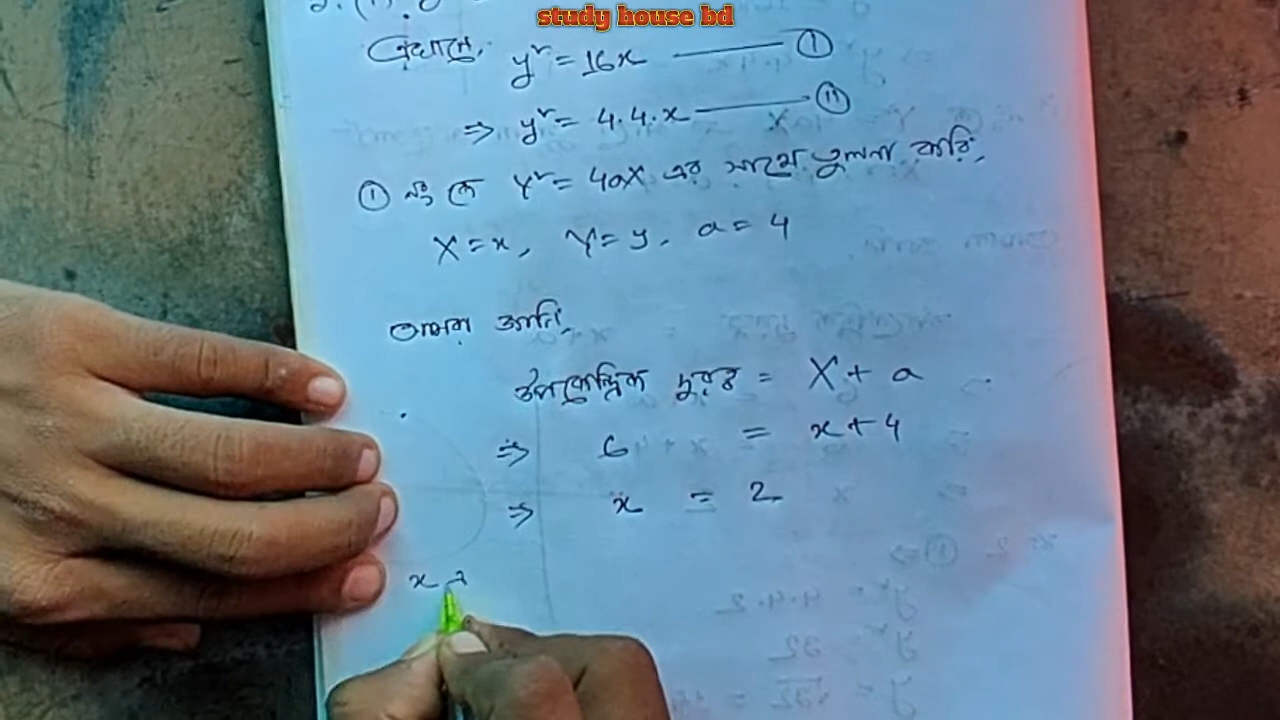 study house bd
এখানে, y² = 16x ——— (i)
⇒ y² = 4.4.x ——— (ii)
(i) নং কে Y² = 4aX এর সাথে তুলনা করি,
X = x, Y = y, a = 4
আমরা জানি,
উপকেন্দ্রিক দূরত্ব = X + a
⇒ 6 = x + 4
⇒ x = 2
x